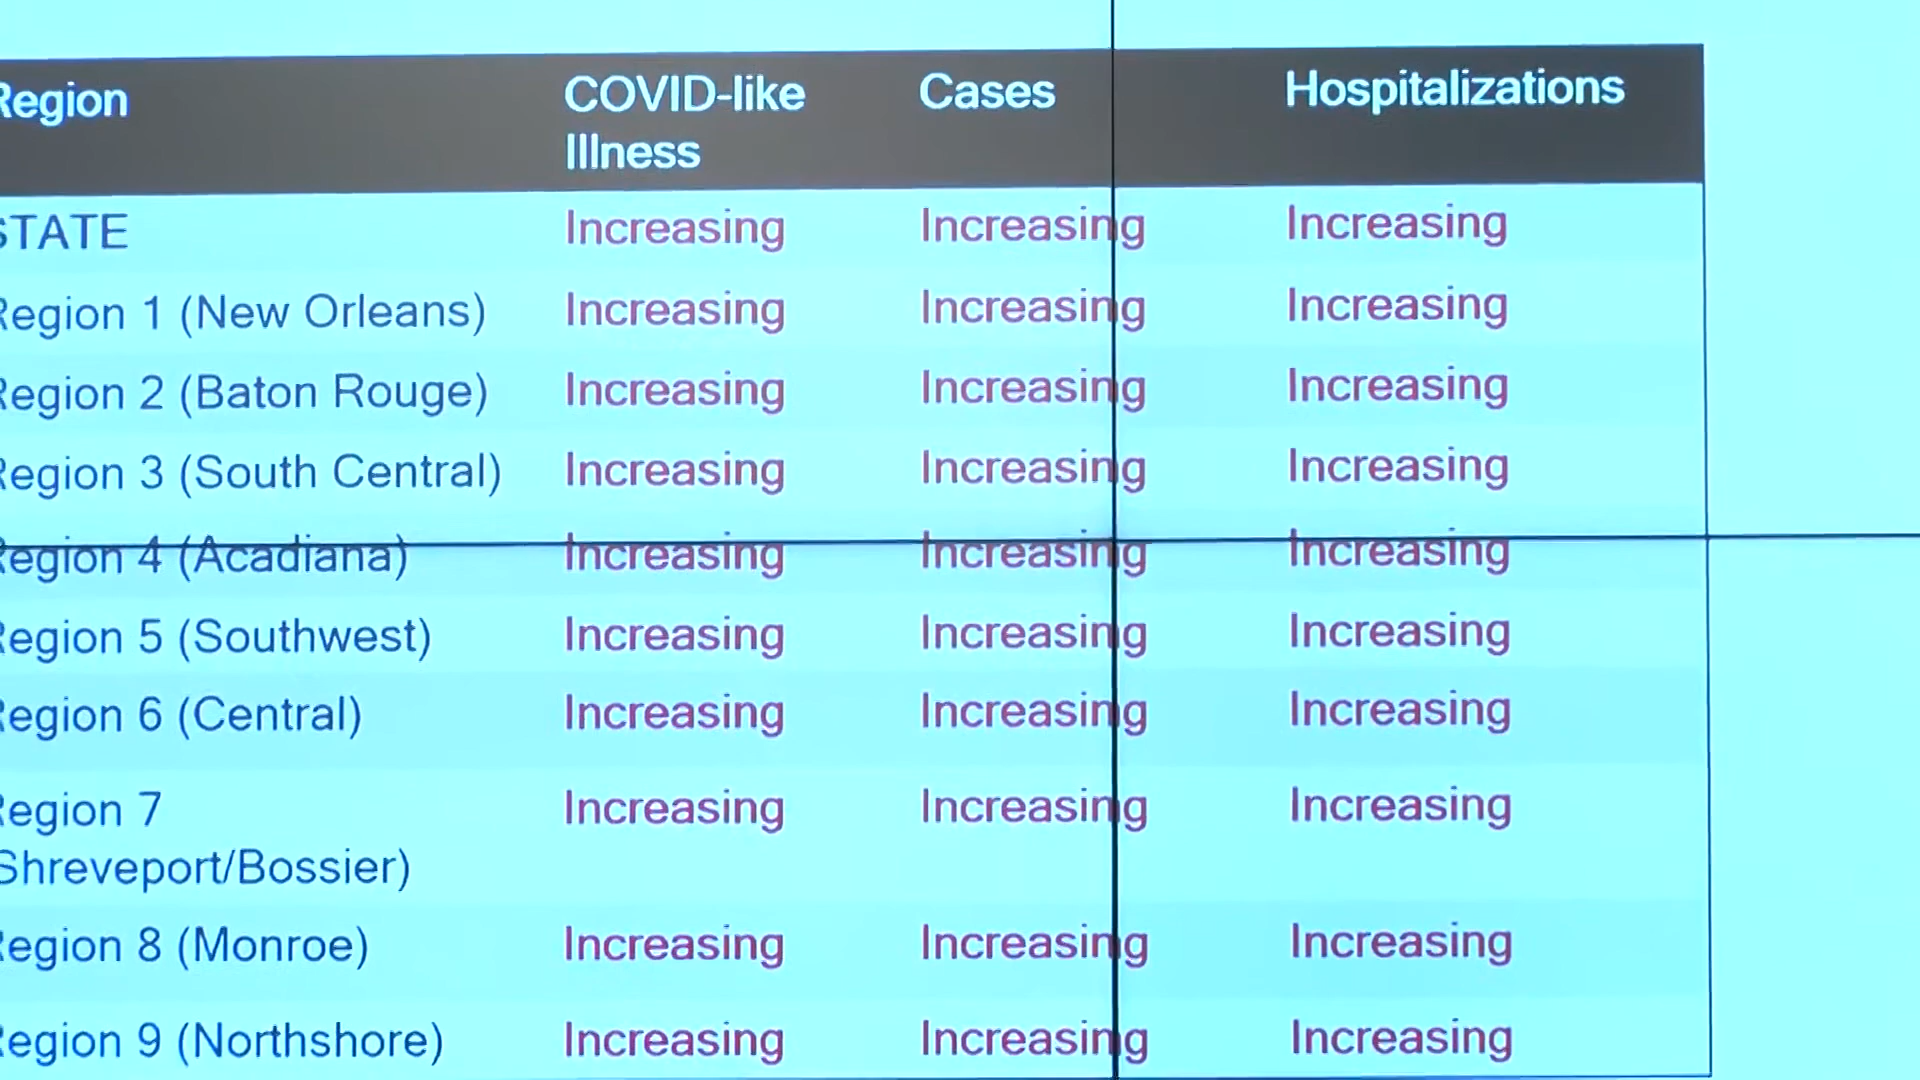 Region COVID-like Cases Hospitalizations
Illness
STATE Increasing Increasing Increasing
Region 1 (New Orleans) Increasing Increasing Increasing
Region 2 (Baton Rouge) Increasing Increasing Increasing
Region 3 (South Central) Increasing Increasing Increasing
Region 4 (Acadiana) Increasing Increasing Increasing
Region 5 (Southwest) Increasing Increasing Increasing
Region 6 (Central) Increasing Increasing Increasing
Region 7 Increasing Increasing Increasing
Shreveport/Bossier)
Region 8 (Monroe) Increasing Increasing Increasing
Region 9 (Northshore) Increasing Increasing Increasing